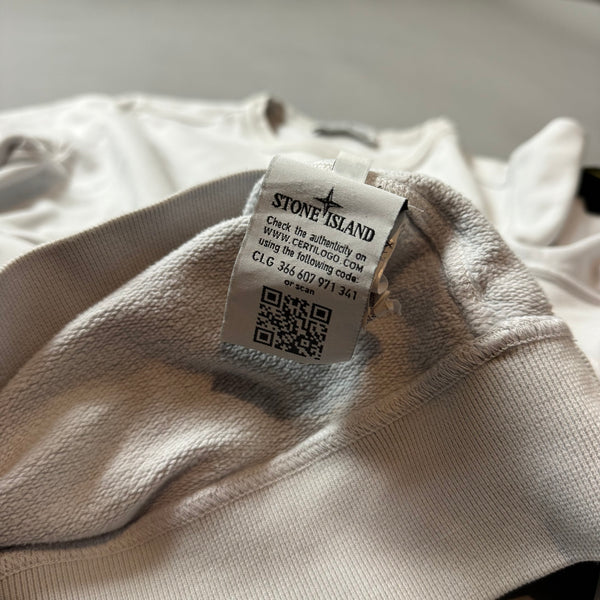 STONE ISLAND
Check the authenticity on
WWW.CERTILOGO.COM
using the following code:
CLG 366 607 971 341
or scan